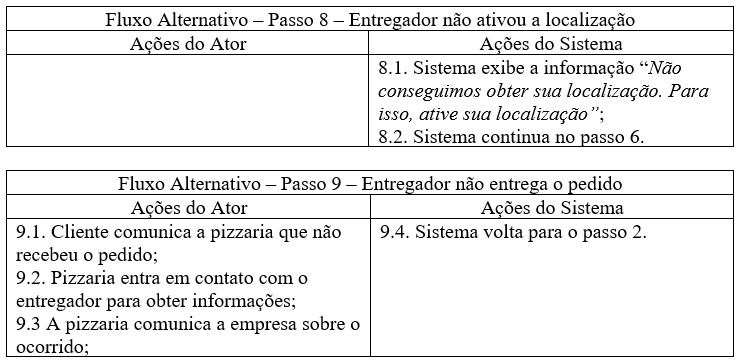 Fluxo Alternativo – Passo 8 – Entregador não ativou a localização
Ações do Ator
Ações do Sistema
8.1. Sistema exibe a informação “Não
conseguimos obter sua localização. Para
isso, ative sua localização”;
8.2. Sistema continua no passo 6.
Fluxo Alternativo – Passo 9 – Entregador não entrega o pedido
Ações do Ator
Ações do Sistema
9.1. Cliente comunica a pizzaria que não
recebeu o pedido;
9.2. Pizzaria entra em contato com o
entregador para obter informações;
9.3 A pizzaria comunica a empresa sobre o
ocorrido;
9.4. Sistema volta para o passo 2.